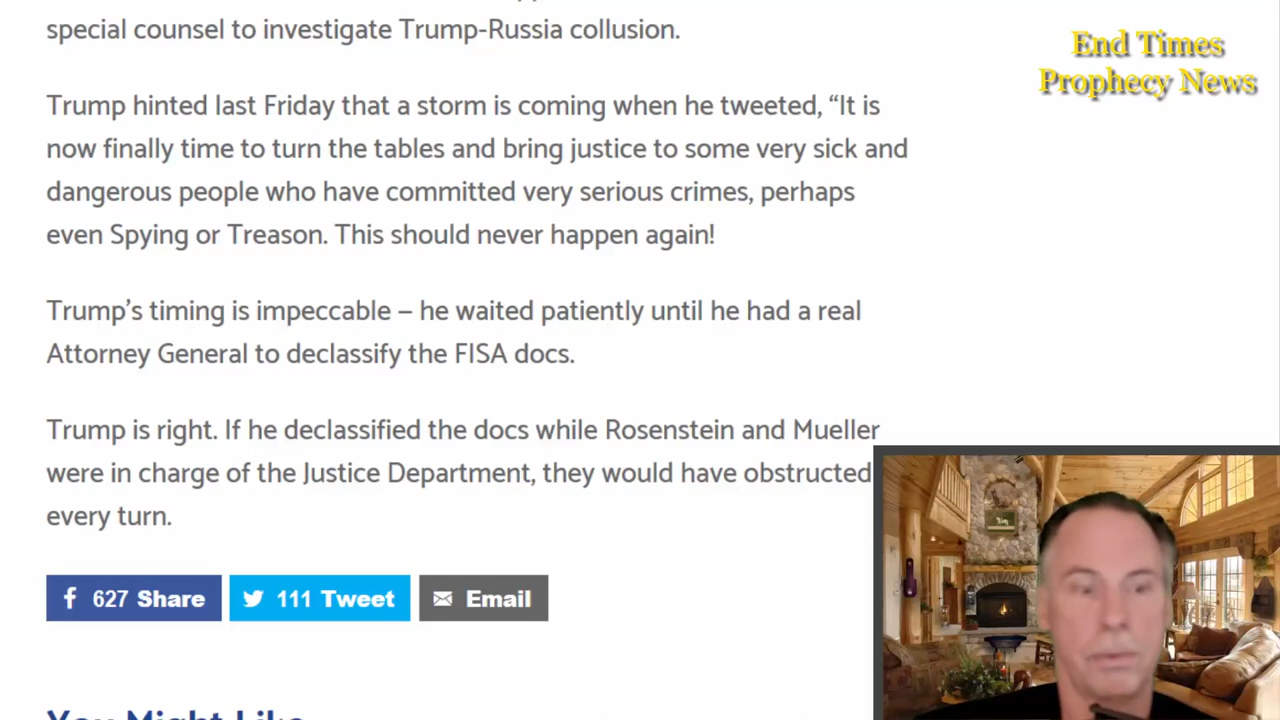 special counsel to investigate Trump-Russia collusion.
End Times
Prophecy News
Trump hinted last Friday that a storm is coming when he tweeted, “It is
now finally time to turn the tables and bring justice to some very sick and
dangerous people who have committed very serious crimes, perhaps
even Spying or Treason. This should never happen again!
Trump’s timing is impeccable – he waited patiently until he had a real
Attorney General to declassify the FISA docs.
Trump is right. If he declassified the docs while Rosenstein and Mueller
were in charge of the Justice Department, they would have obstructed
every turn.
627 Share
111 Tweet
Email
You Might Like